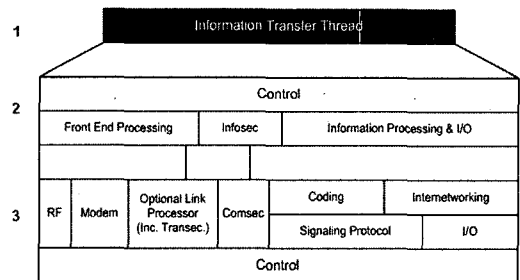 1
Information Transfer Thread
Control
2
Front End Processing
Infosec
Information Processing & I/O
3
RF
Modem
Optional Link
Processor
(Inc. Transec.)
Comsec
Coding
Internetworking
Signaling Protocol
I/O
Control